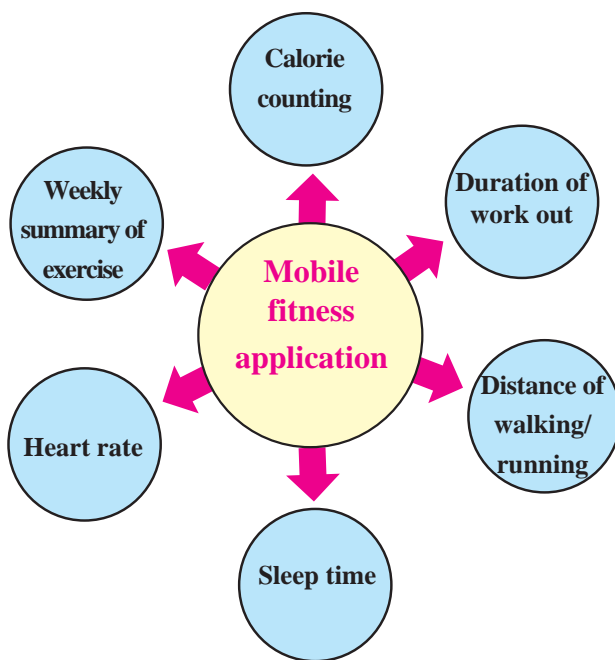 Calorie
counting
Duration of
work out
Weekly
summary of
exercise
Mobile
fitness
application
Distance of
walking/
running
Heart rate
Sleep time